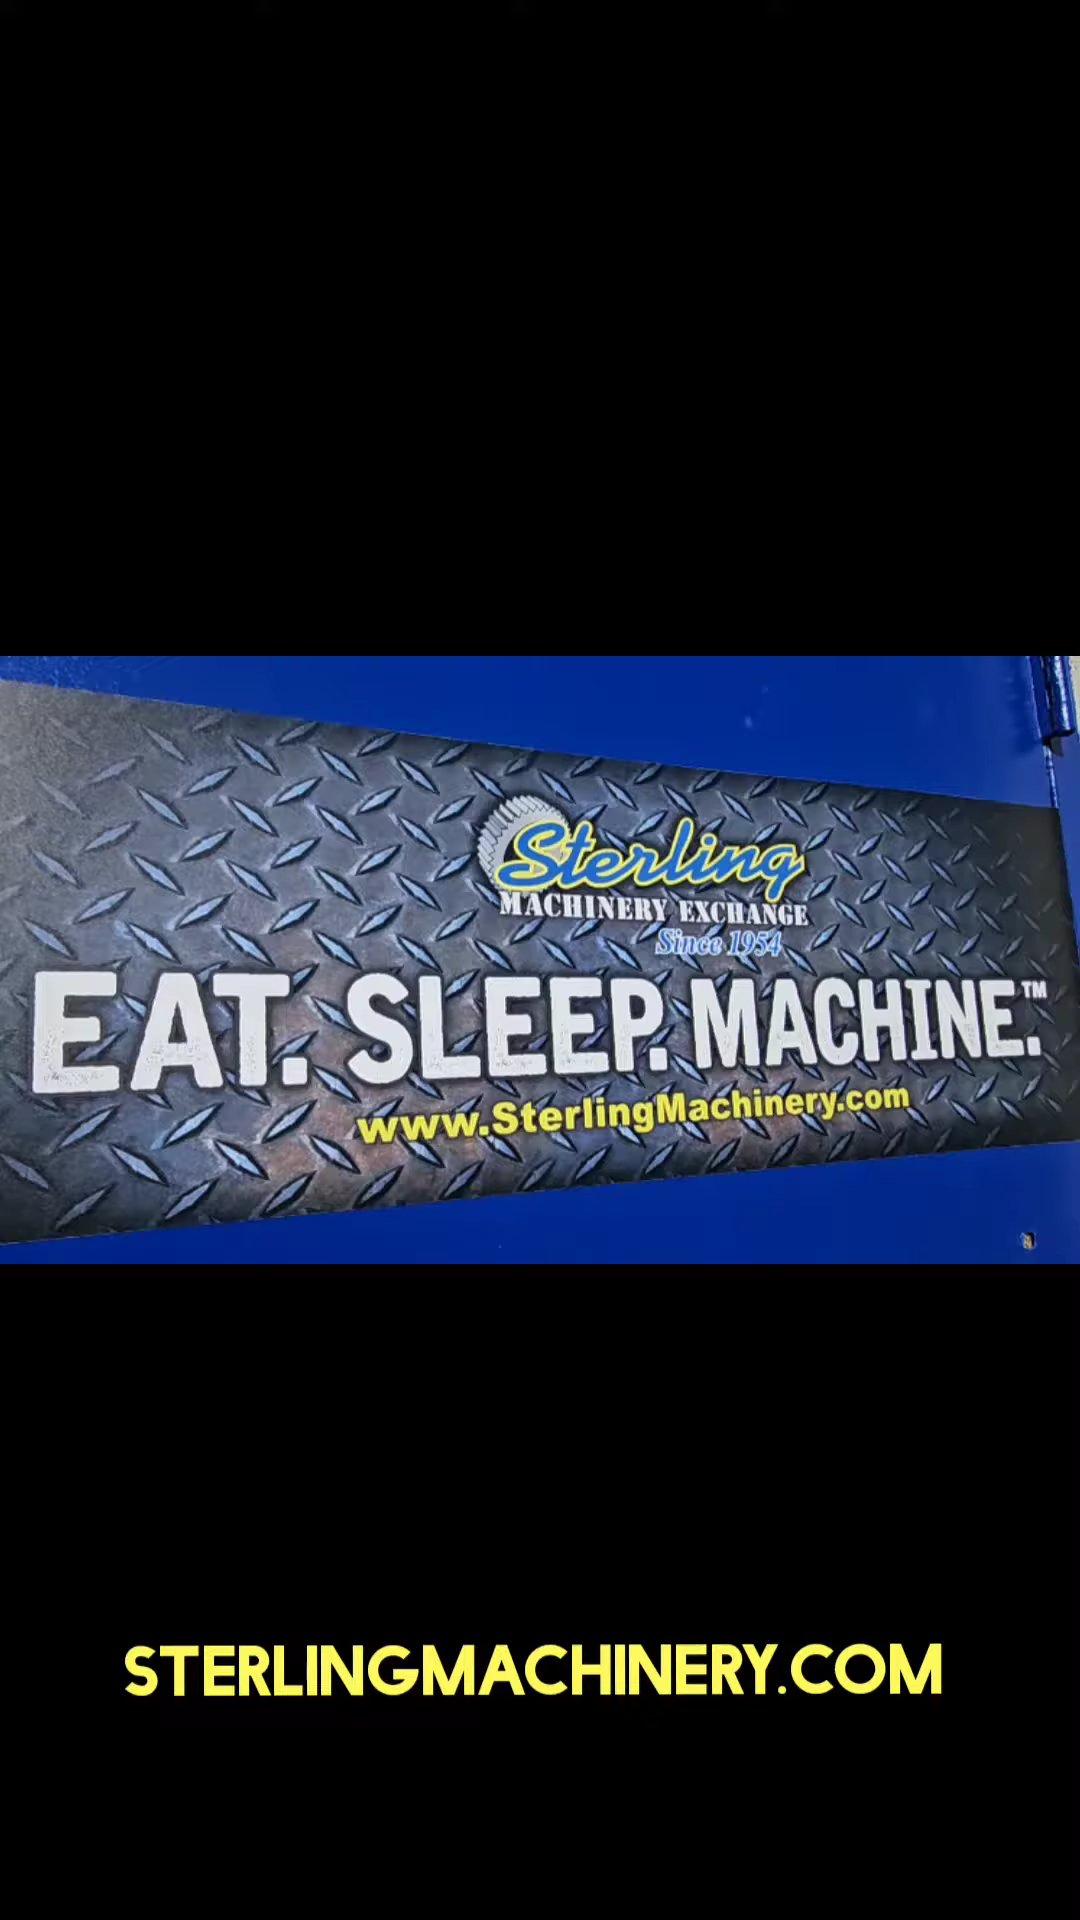 Sterling
MACHINERY EXCHANGE
Since 1954
EAT. SLEEP. MACHINE.™
www.SterlingMachinery.com
STERLINGMACHINERY.COM